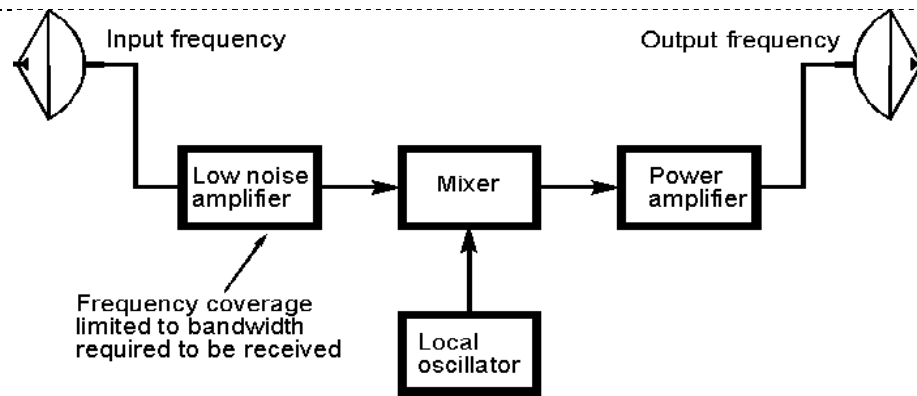 Input frequency
Output frequency
Low noise
amplifier
Mixer
Power
amplifier
Frequency coverage
limited to bandwidth
required to be received
Local
oscillator